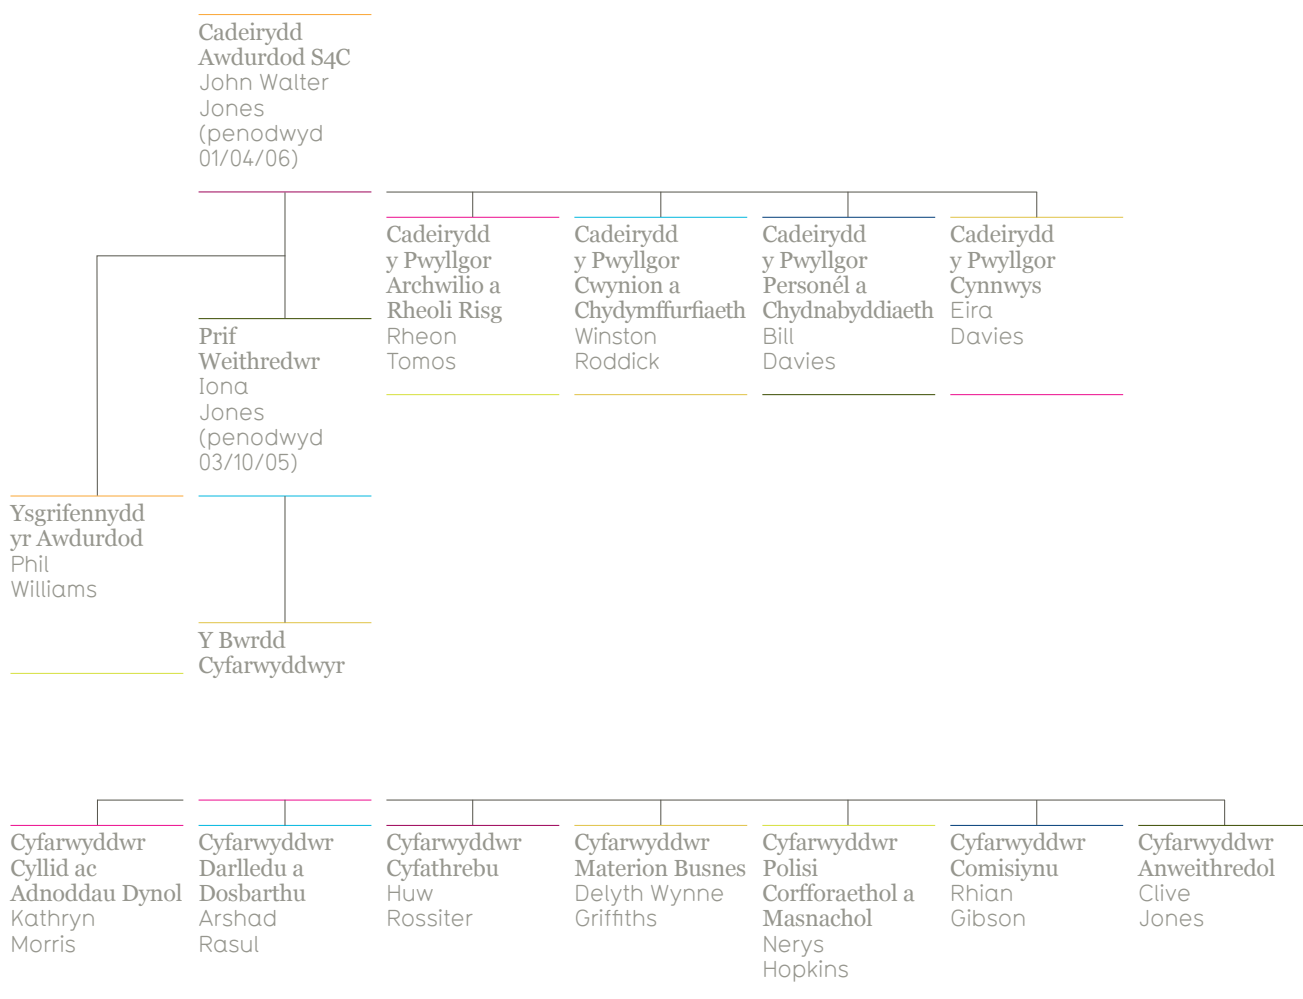 Cadeirydd
Awdurdod S4C
John Walter
Jones
(penodwyd
01/04/06)
Cadeirydd
y Pwyllgor
Archwilio a
Rheoli Risg
Rheon
Tomos
Cadeirydd
y Pwyllgor
Cwynion a
Chydymffurfiaeth
Winston
Roddick
Cadeirydd
y Pwyllgor
Personél a
Chydnabyddiaeth
Bill
Davies
Cadeirydd
y Pwyllgor
Cynnwys
Eira
Davies
Prif
Weithredwr
Iona
Jones
(penodwyd
03/10/05)
Ysgrifennydd
yr Awdurdod
Phil
Williams
Y Bwrdd
Cyfarwyddwyr
Cyfarwyddwr
Cyllid ac
Adnoddau Dynol
Kathryn
Morris
Cyfarwyddwr
Darlledu a
Dosbarthu
Arshad
Rasul
Cyfarwyddwr
Cyfathrebu
Huw
Rossiter
Cyfarwyddwr
Materion Busnes
Delyth Wynne
Griffiths
Cyfarwyddwr
Polisi
Corfforaethol a
Masnachol
Nerys
Hopkins
Cyfarwyddwr
Comisiynu
Rhian
Gibson
Cyfarwyddwr
Anweithredol
Clive
Jones